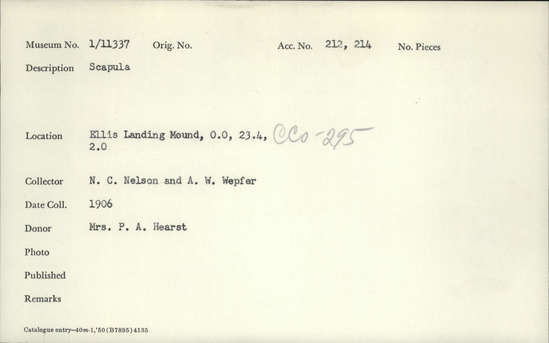 Museum No. 1/11337 Orig. No. Acc. No. 212, 214 No. Pieces
Description Scapula
Location Ellis Landing Mound, 0.0, 23.4, CCo-295
2.0
Collector N. C. Nelson and A. W. Wepfer
Date Coll. 1906
Donor Mrs. P. A. Hearst
Photo
Published
Remarks
Catalogue entry—40m-1,'50(B7895)4135